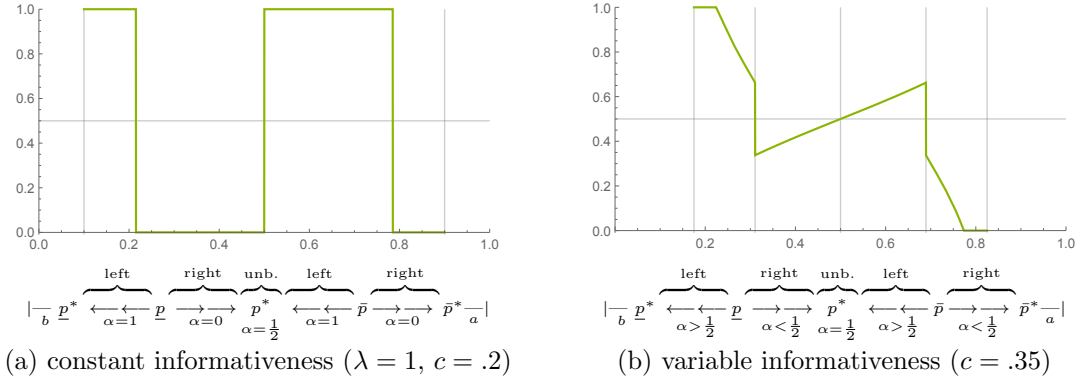 1.0
0.8
0.6
0.4
0.2
0.0
0.0 0.2 0.4 0.6 0.8 1.0
left right unb. left right
|— p* ←←← p →→→ p* ←←← p̄ →→→ p̄* —|
b α=1 α=0 α=½ α=1 α=0 a
(a) constant informativeness (λ = 1, c = .2)
1.0
0.8
0.6
0.4
0.2
0.0
0.2 0.4 0.6 0.8 1.0
left right unb. left right
|— p* ←←← p →→→ p* ←←← p̄ →→→ p̄* —|
b α>½ α<½ α=½ α>½ α<½ a
(b) variable informativeness (c = .35)